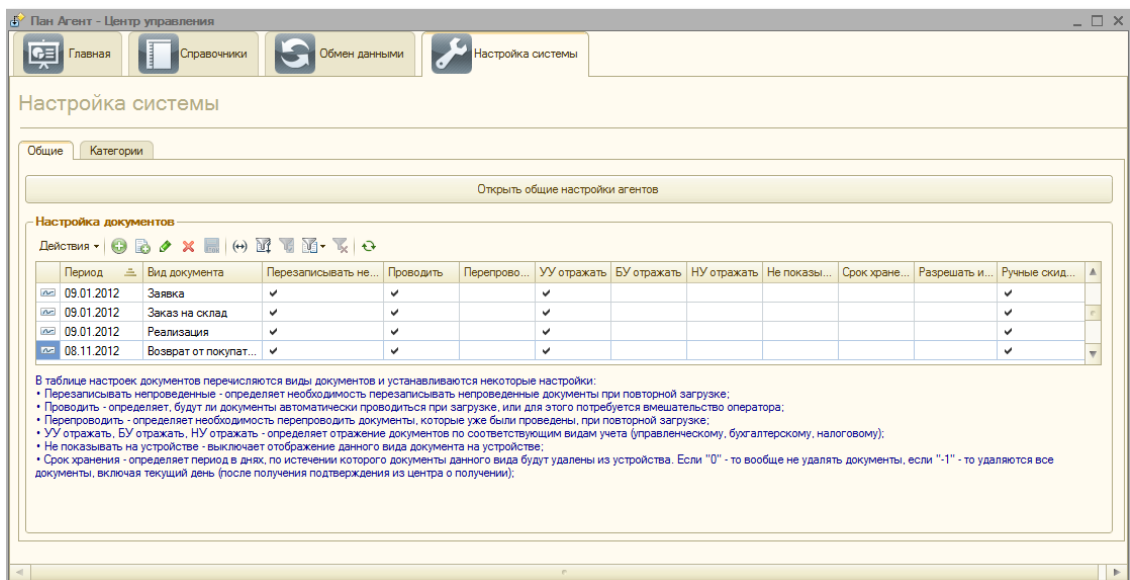 Пан Агент - Центр управления
Главная Справочники Обмен данными Настройка системы
Настройка системы
Общие Категории
Открыть общие настройки агентов
Настройка документов
Действия
Период Вид документа Перезаписывать не... Проводить Перепрово... УУ отражать БУ отражать НУ отражать Не показы... Срок хране... Разрешать и... Ручные скид...
09.01.2012 Заявка
09.01.2012 Заказ на склад
09.01.2012 Реализация
08.11.2012 Возврат от покупат...
В таблице настроек документов перечисляются виды документов и устанавливаются некоторые настройки:
• Перезаписывать непроведенные - определяет необходимость перезаписывать непроведенные документы при повторной загрузке;
• Проводить - определяет, будут ли документы автоматически проводиться при загрузке, или для этого потребуется вмешательство оператора;
• Перепроводить - определяет необходимость перепроводить документы, которые уже были проведены, при повторной загрузке;
• УУ отражать, БУ отражать, НУ отражать - определяет отражение документов по соответствующим видам учета (управленческому, бухгалтерскому, налоговому);
• Не показывать на устройстве - выключает отображение данного вида документа на устройстве;
• Срок хранения - определяет период в днях, по истечении которого документы данного вида будут удалены из устройства. Если "0" - то вообще не удалять документы, если "-1" - то удаляются все
документы, включая текущий день (после получения подтверждения из центра о получении);